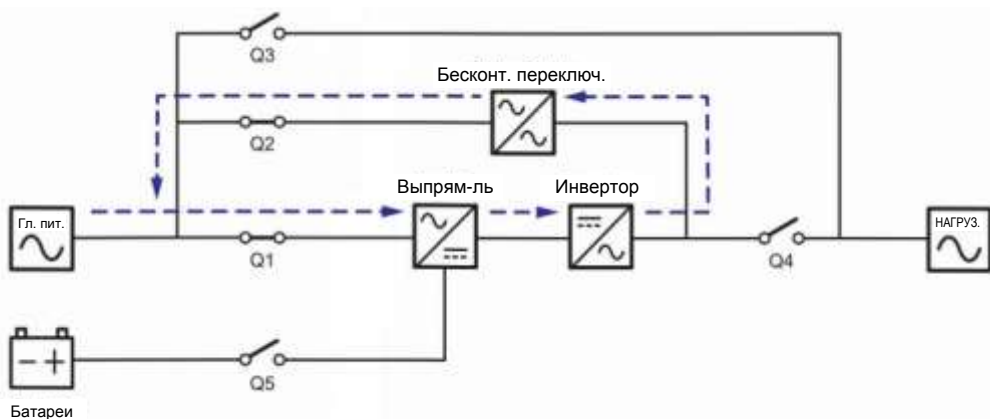 Q3
Бесконт. переключ.
Q2
Выпрям-ль
Инвертор
Гл. пит.
НАГРУЗ.
Q1
Q4
Q5
Батареи